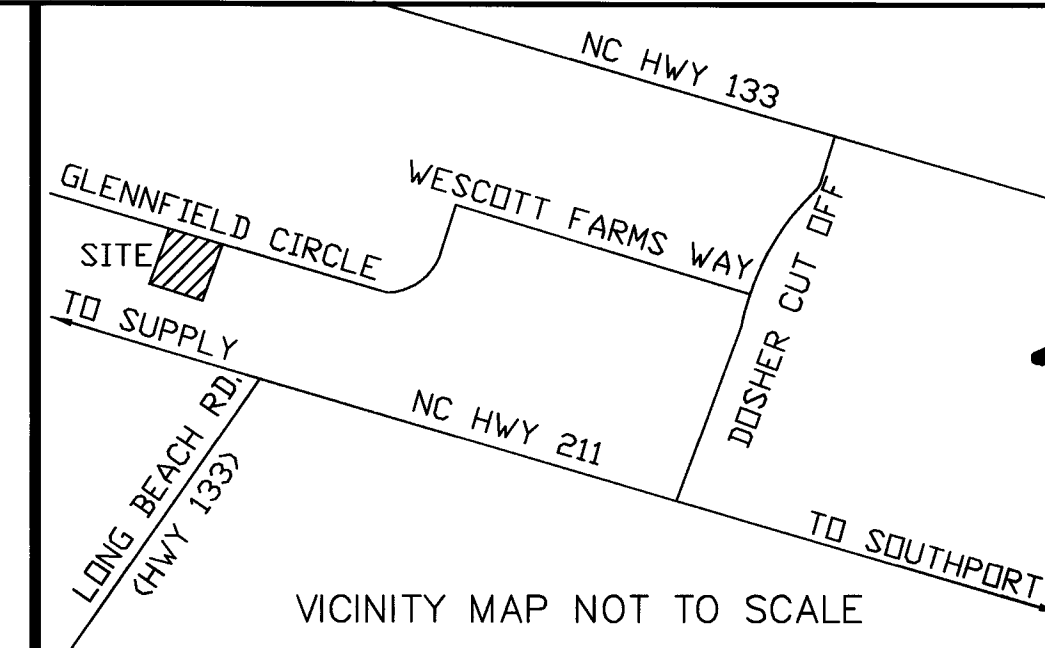 NC HWY 133
GLENNFIELD CIRCLE
WESCOTT FARMS WAY
DOSHER CUT OFF
SITE
TO SUPPLY
NC HWY 211
LONG BEACH RD.
(HWY 133)
TO SOUTHPORT
VICINITY MAP NOT TO SCALE